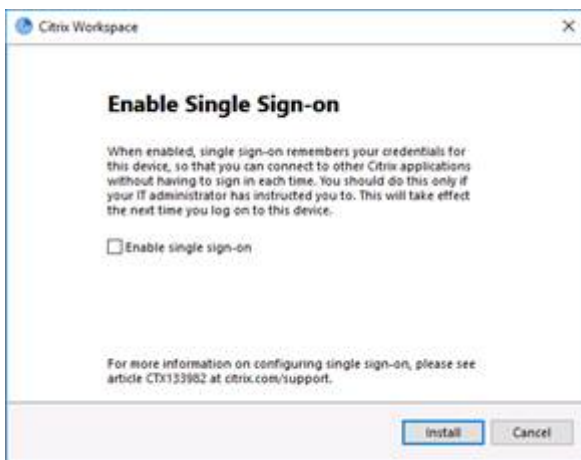 Citrix Workspace
Enable Single Sign-on
When enabled, single sign-on remembers your credentials for
this device, so that you can connect to other Citrix applications
without having to sign in each time. You should do this only if
your IT administrator has instructed you to. This will take effect
the next time you log on to this device.
Enable single sign-on
For more information on configuring single sign-on, please see
article CTX133982 at citrix.com/support.
Install
Cancel